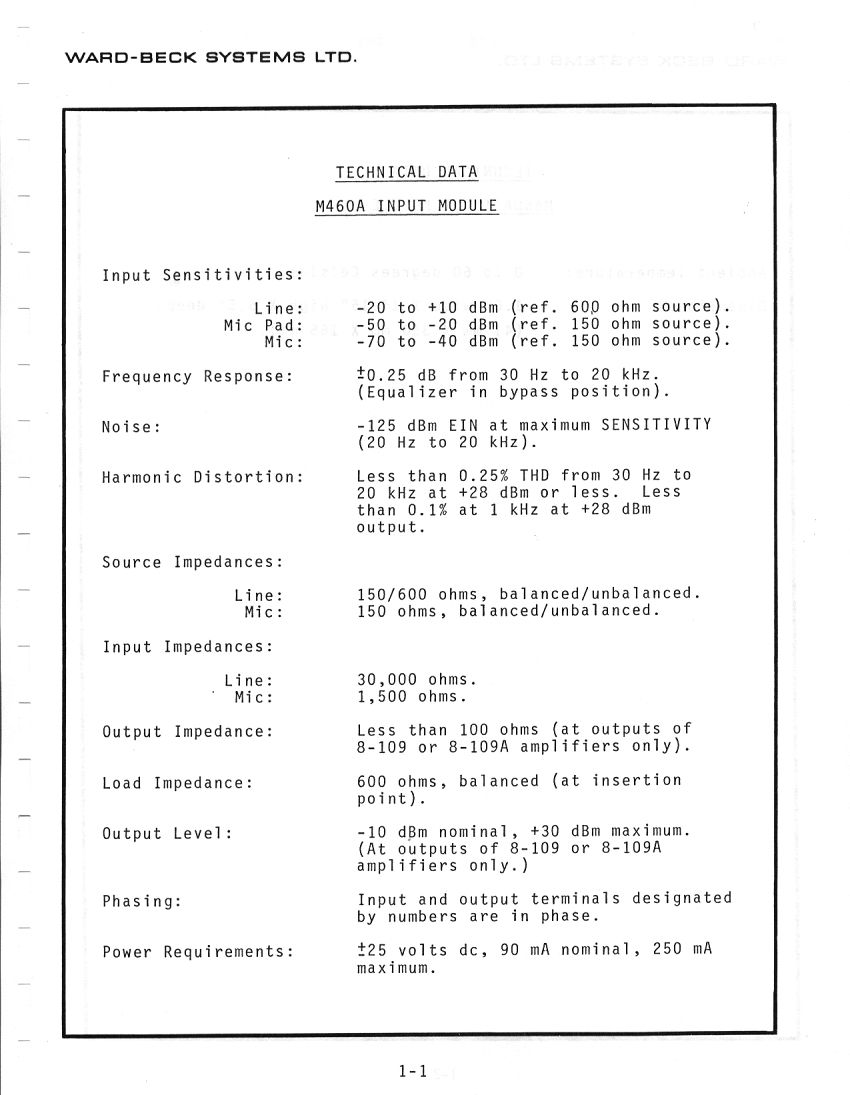 WARD-BECK SYSTEMS LTD.
TECHNICAL DATA
M460A INPUT MODULE
Input Sensitivities:
Line: -20 to +10 dBm (ref. 600 ohm source).
Mic Pad: -50 to -20 dBm (ref. 150 ohm source).
Mic: -70 to -40 dBm (ref. 150 ohm source).
Frequency Response: ±0.25 dB from 30 Hz to 20 kHz.
(Equalizer in bypass position).
Noise: -125 dBm EIN at maximum SENSITIVITY
(20 Hz to 20 kHz).
Harmonic Distortion: Less than 0.25% THD from 30 Hz to
20 kHz at +28 dBm or less. Less
than 0.1% at 1 kHz at +28 dBm
output.
Source Impedances:
Line: 150/600 ohms, balanced/unbalanced.
Mic: 150 ohms, balanced/unbalanced.
Input Impedances:
Line: 30,000 ohms.
Mic: 1,500 ohms.
Output Impedance: Less than 100 ohms (at outputs of
8-109 or 8-109A amplifiers only).
Load Impedance: 600 ohms, balanced (at insertion
point).
Output Level: -10 dBm nominal, +30 dBm maximum.
(At outputs of 8-109 or 8-109A
amplifiers only.)
Phasing: Input and output terminals designated
by numbers are in phase.
Power Requirements: ±25 volts dc, 90 mA nominal, 250 mA
maximum.
1-1